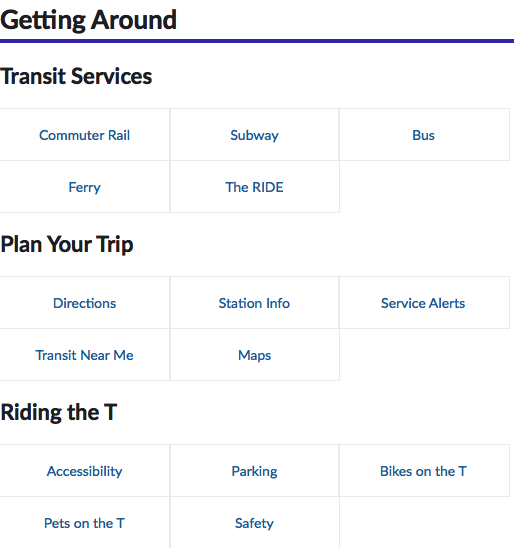 Getting Around
Transit Services
Commuter Rail Subway Bus
Ferry The RIDE
Plan Your Trip
Directions Station Info Service Alerts
Transit Near Me Maps
Riding the T
Accessibility Parking Bikes on the T
Pets on the T Safety